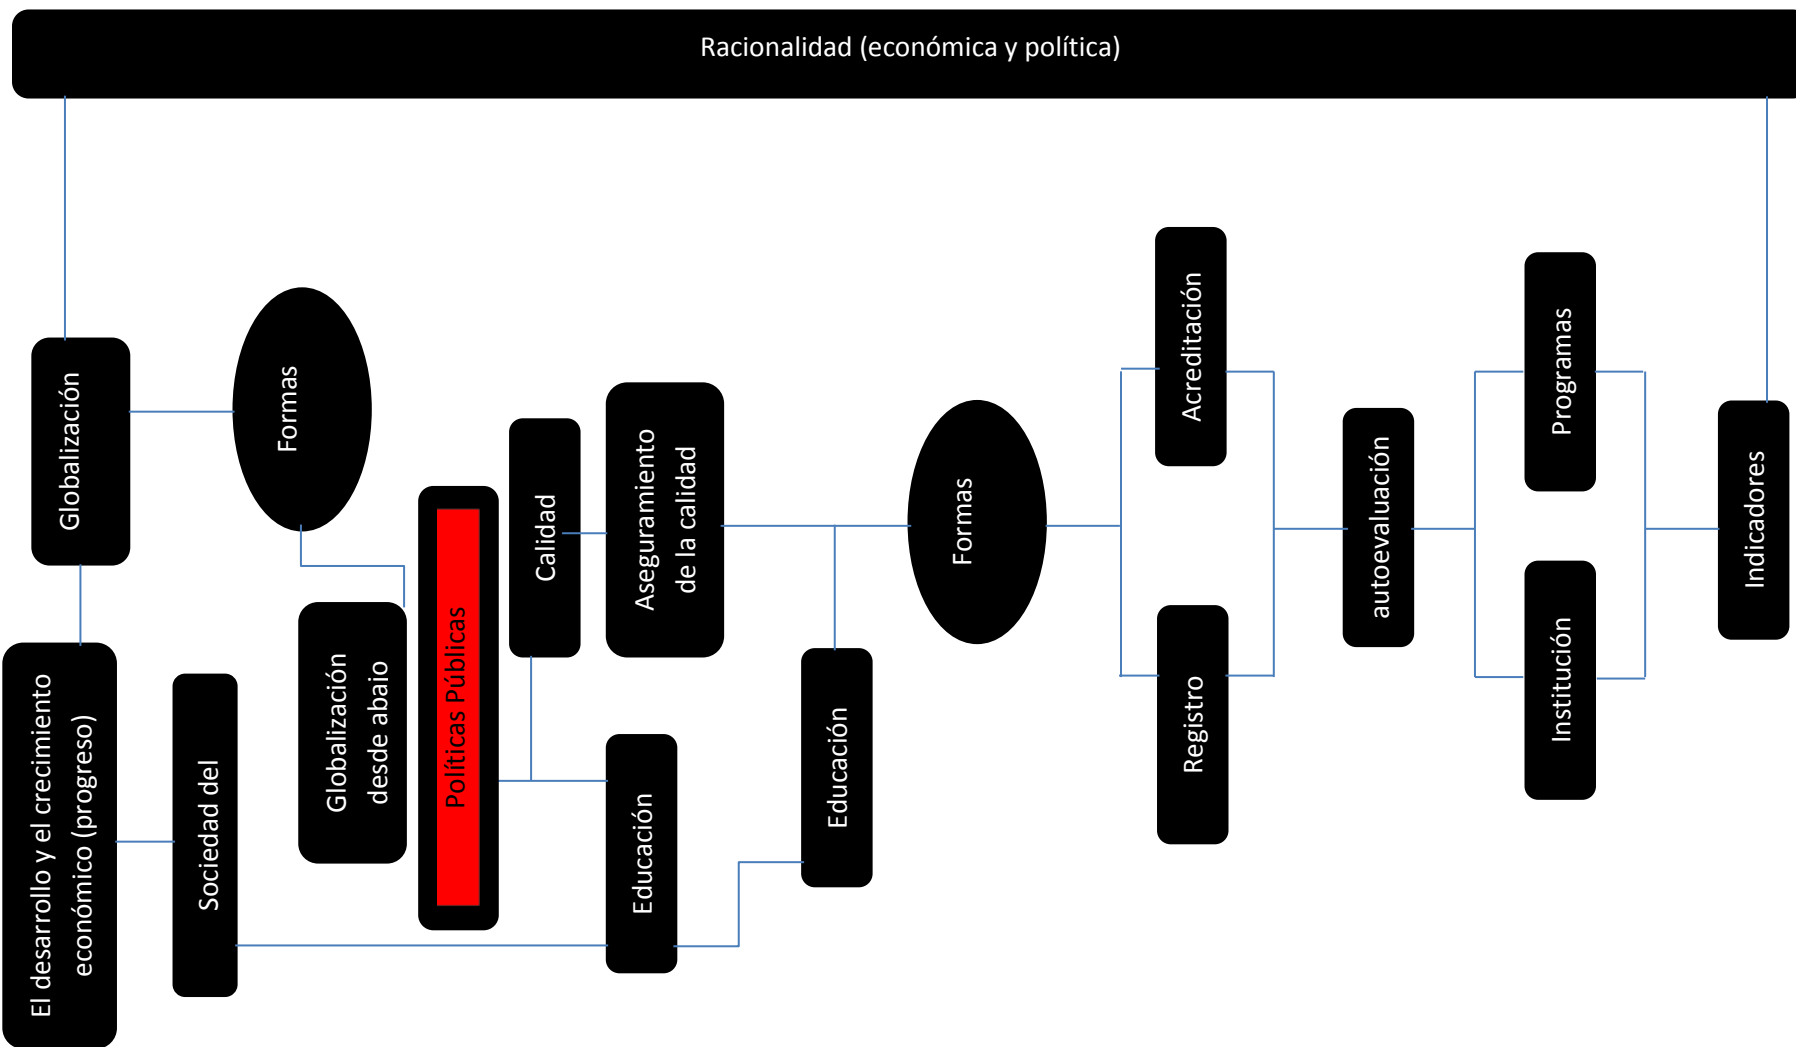 Racionalidad (económica y política)
Globalización
Formas
El desarrollo y el crecimiento
económico (progreso)
Sociedad del
Globalización
desde abajo
Políticas Públicas
Calidad
Aseguramiento
de la calidad
Educación
Educación
Formas
Acreditación
Registro
autoevaluación
Programas
Institución
Indicadores